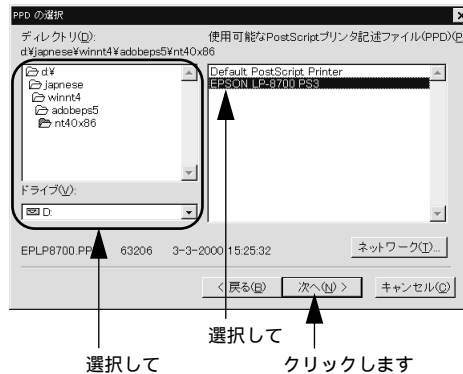 PPD の選択
ディレクトリ(D):
d¥japnese¥winnt4¥adobeps5¥nt40x86
使用可能なPostScriptプリンタ記述ファイル(PPD)(P
d¥
japnese
winnt4
adobeps5
nt40x86
Default PostScript Printer
EPSON LP-8700 PS3
ドライブ(V):
D:
EPLP8700.PP 63206 3-3-2000 15:25:32
ネットワーク(T)...
< 戻る(B)
次へ(N) >
キャンセル(C)
選択して
選択して
クリックします